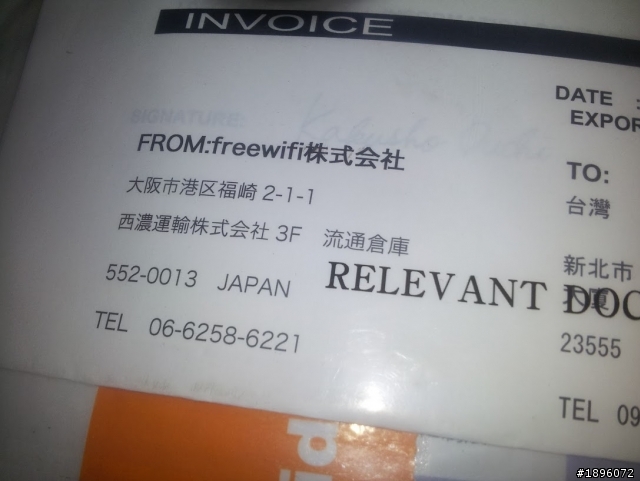 INVOICE
SIGNATURE:
FROM:freewifi株式会社
大阪市港区福崎 2-1-1
西濃運輸株式会社 3F 流通倉庫
552-0013 JAPAN
TEL 06-6258-6221
RELEVANT DOC
DATE :
EXPOR
TO:
台灣
新北市
23555
TEL 09
id
#1896072